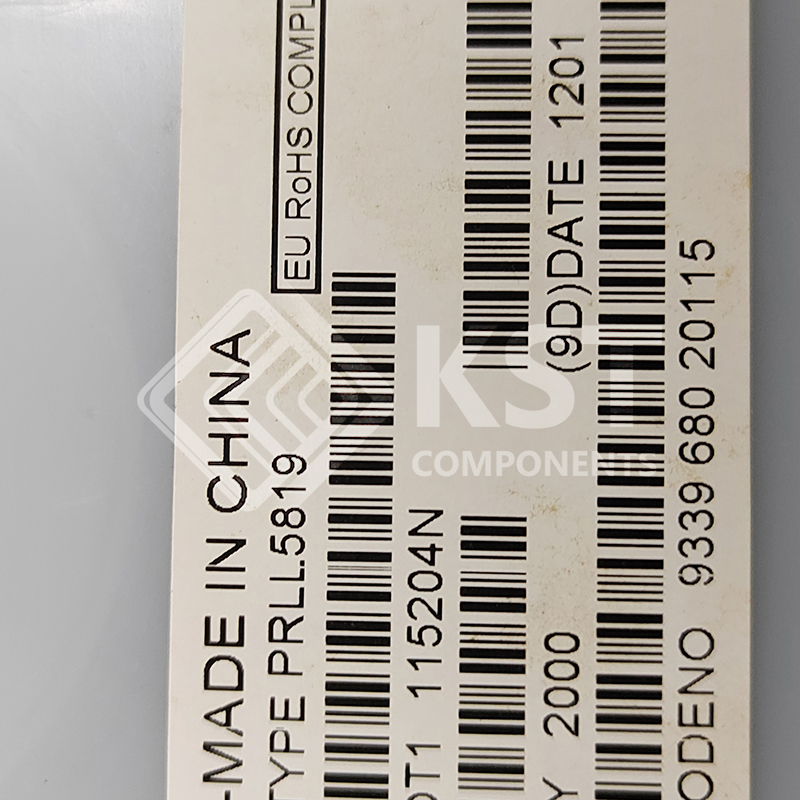 -MADE IN CHINA
EU RoHS COMPL
TYPE PRLL5819
OT1 115204N
Y 2000
(9D)DATE 1201
ODENO 9339 680 20115
KST
COMPONENTS